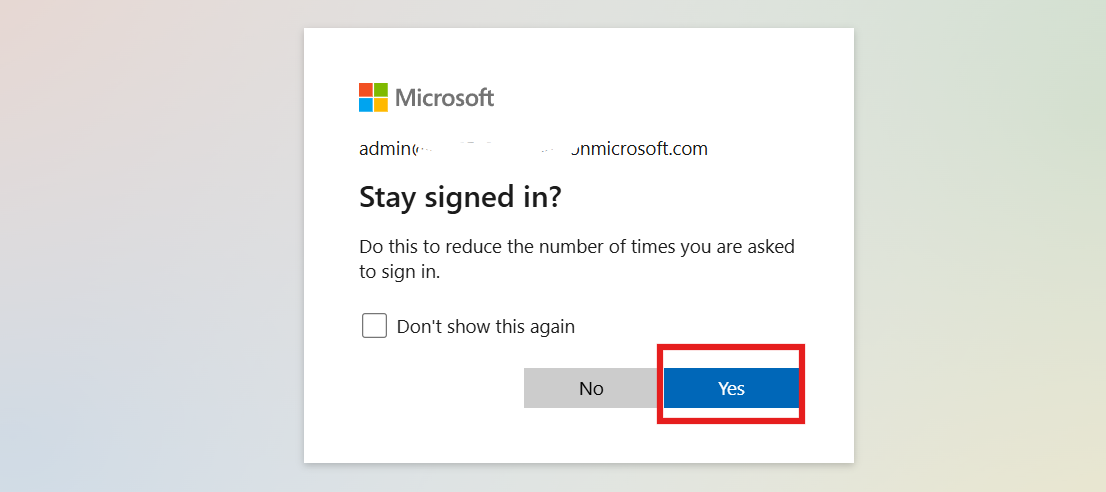 Microsoft
admin@ onmicrosoft.com
Stay signed in?
Do this to reduce the number of times you are asked
to sign in.
Don't show this again
No
Yes